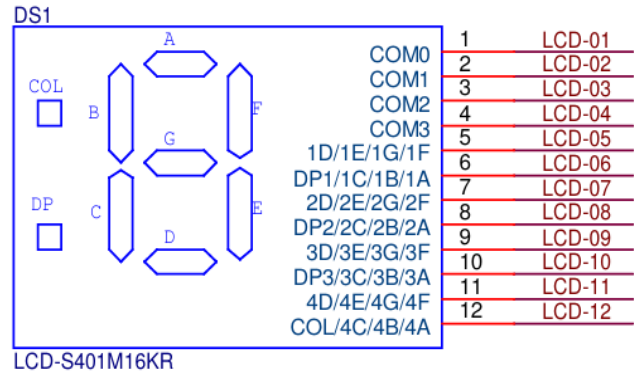 DS1
A
COL
B
F
G
DP
C
E
D
COM0 1 LCD-01
COM1 2 LCD-02
COM2 3 LCD-03
COM3 4 LCD-04
1D/1E/1G/1F 5 LCD-05
DP1/1C/1B/1A 6 LCD-06
2D/2E/2G/2F 7 LCD-07
DP2/2C/2B/2A 8 LCD-08
3D/3E/3G/3F 9 LCD-09
DP3/3C/3B/3A 10 LCD-10
4D/4E/4G/4F 11 LCD-11
COL/4C/4B/4A 12 LCD-12
LCD-S401M16KR